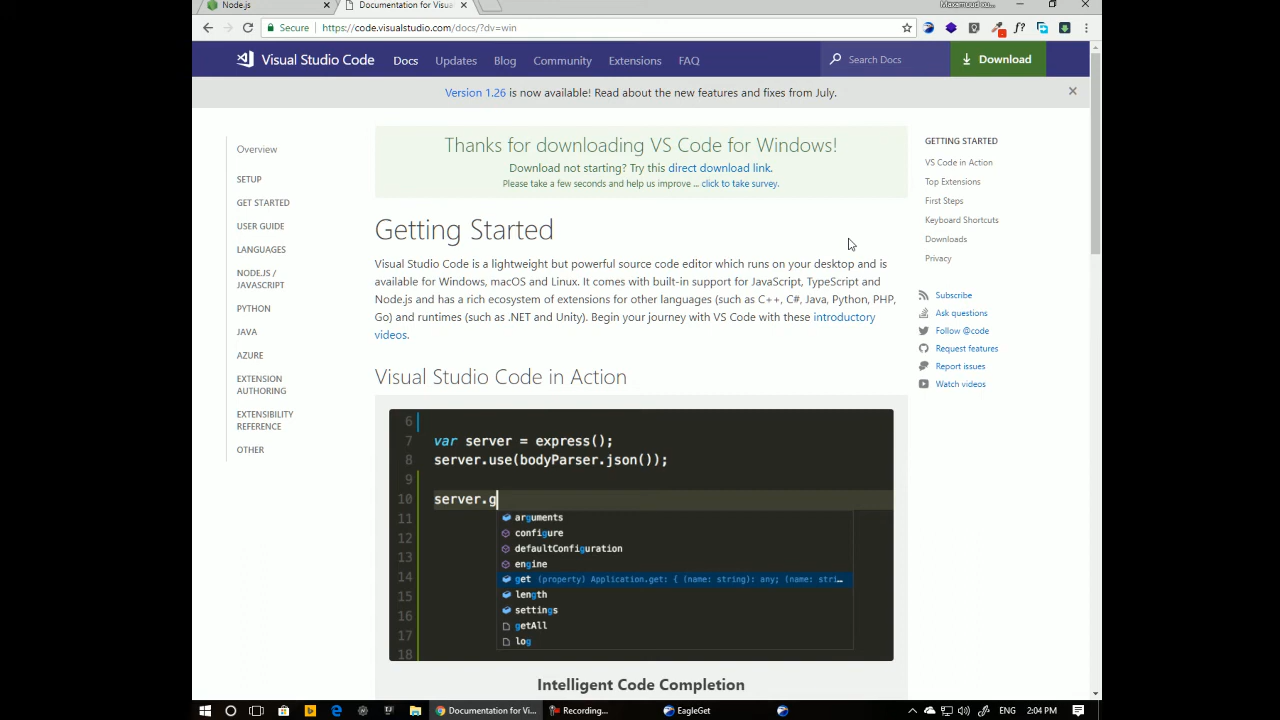 Node.js
Documentation for Visua
Maxamuud xu...
Secure
https://code.visualstudio.com/docs/?dv=win
Visual Studio Code
Docs
Updates
Blog
Community
Extensions
FAQ
Search Docs
Download
Version 1.26 is now available! Read about the new features and fixes from July.
Overview
SETUP
GET STARTED
USER GUIDE
LANGUAGES
NODE.JS /
JAVASCRIPT
PYTHON
JAVA
AZURE
EXTENSION
AUTHORING
EXTENSIBILITY
REFERENCE
OTHER
Thanks for downloading VS Code for Windows!
Download not starting? Try this direct download link.
Please take a few seconds and help us improve ... click to take survey.
Getting Started
Visual Studio Code is a lightweight but powerful source code editor which runs on your desktop and is
available for Windows, macOS and Linux. It comes with built-in support for JavaScript, TypeScript and
Node.js and has a rich ecosystem of extensions for other languages (such as C++, C#, Java, Python, PHP,
Go) and runtimes (such as .NET and Unity). Begin your journey with VS Code with these introductory
videos.
Visual Studio Code in Action
6
7 var server = express();
8 server.use(bodyParser.json());
9
10 server.g
11
12
13
14
15
16
17
18
arguments
configure
defaultConfiguration
engine
get (property) Application.get: { (name: string): any; (name: stri…
length
settings
getAll
log
Intelligent Code Completion
GETTING STARTED
VS Code in Action
Top Extensions
First Steps
Keyboard Shortcuts
Downloads
Privacy
Subscribe
Ask questions
Follow @code
Request features
Report issues
Watch videos
Documentation for Vi...
Recording...
EagleGet
ENG
2:04 PM